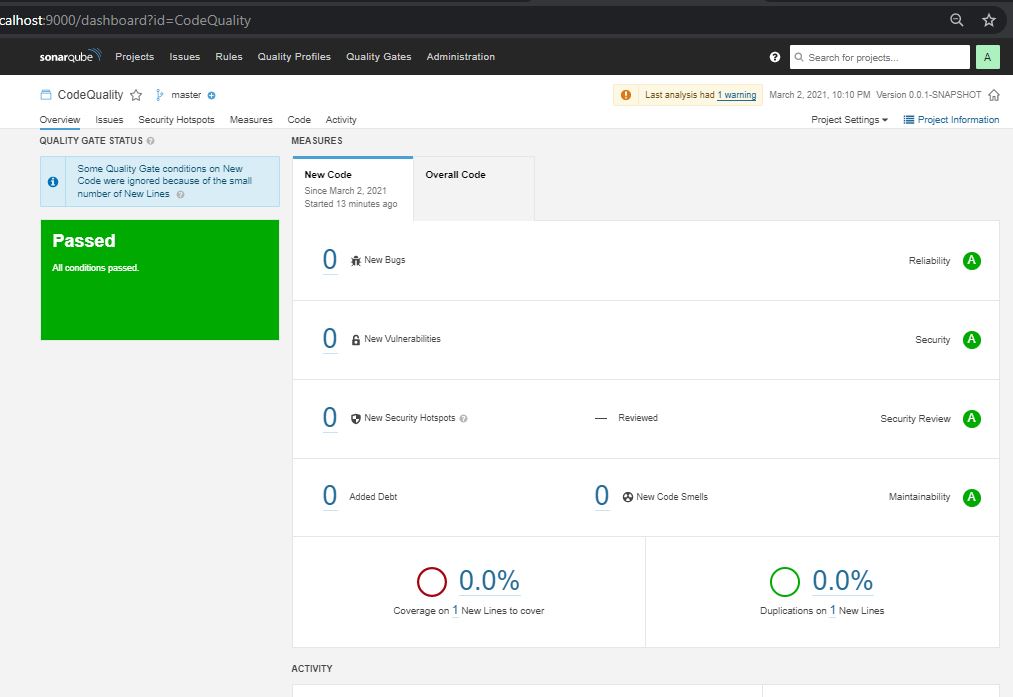 calhost:9000/dashboard?id=CodeQuality
sonarqube Projects Issues Rules Quality Profiles Quality Gates Administration Search for projects... A
CodeQuality master Last analysis had 1 warning March 2, 2021, 10:10 PM Version 0.0.1-SNAPSHOT
Overview Issues Security Hotspots Measures Code Activity Project Settings Project Information
QUALITY GATE STATUS
Some Quality Gate conditions on New
Code were ignored because of the small
number of New Lines
Passed
All conditions passed.
MEASURES
New Code
Since March 2, 2021
Started 13 minutes ago
Overall Code
0 New Bugs Reliability A
0 New Vulnerabilities Security A
0 New Security Hotspots — Reviewed Security Review A
0 Added Debt 0 New Code Smells Maintainability A
0.0%
Coverage on 1 New Lines to cover
0.0%
Duplications on 1 New Lines
ACTIVITY